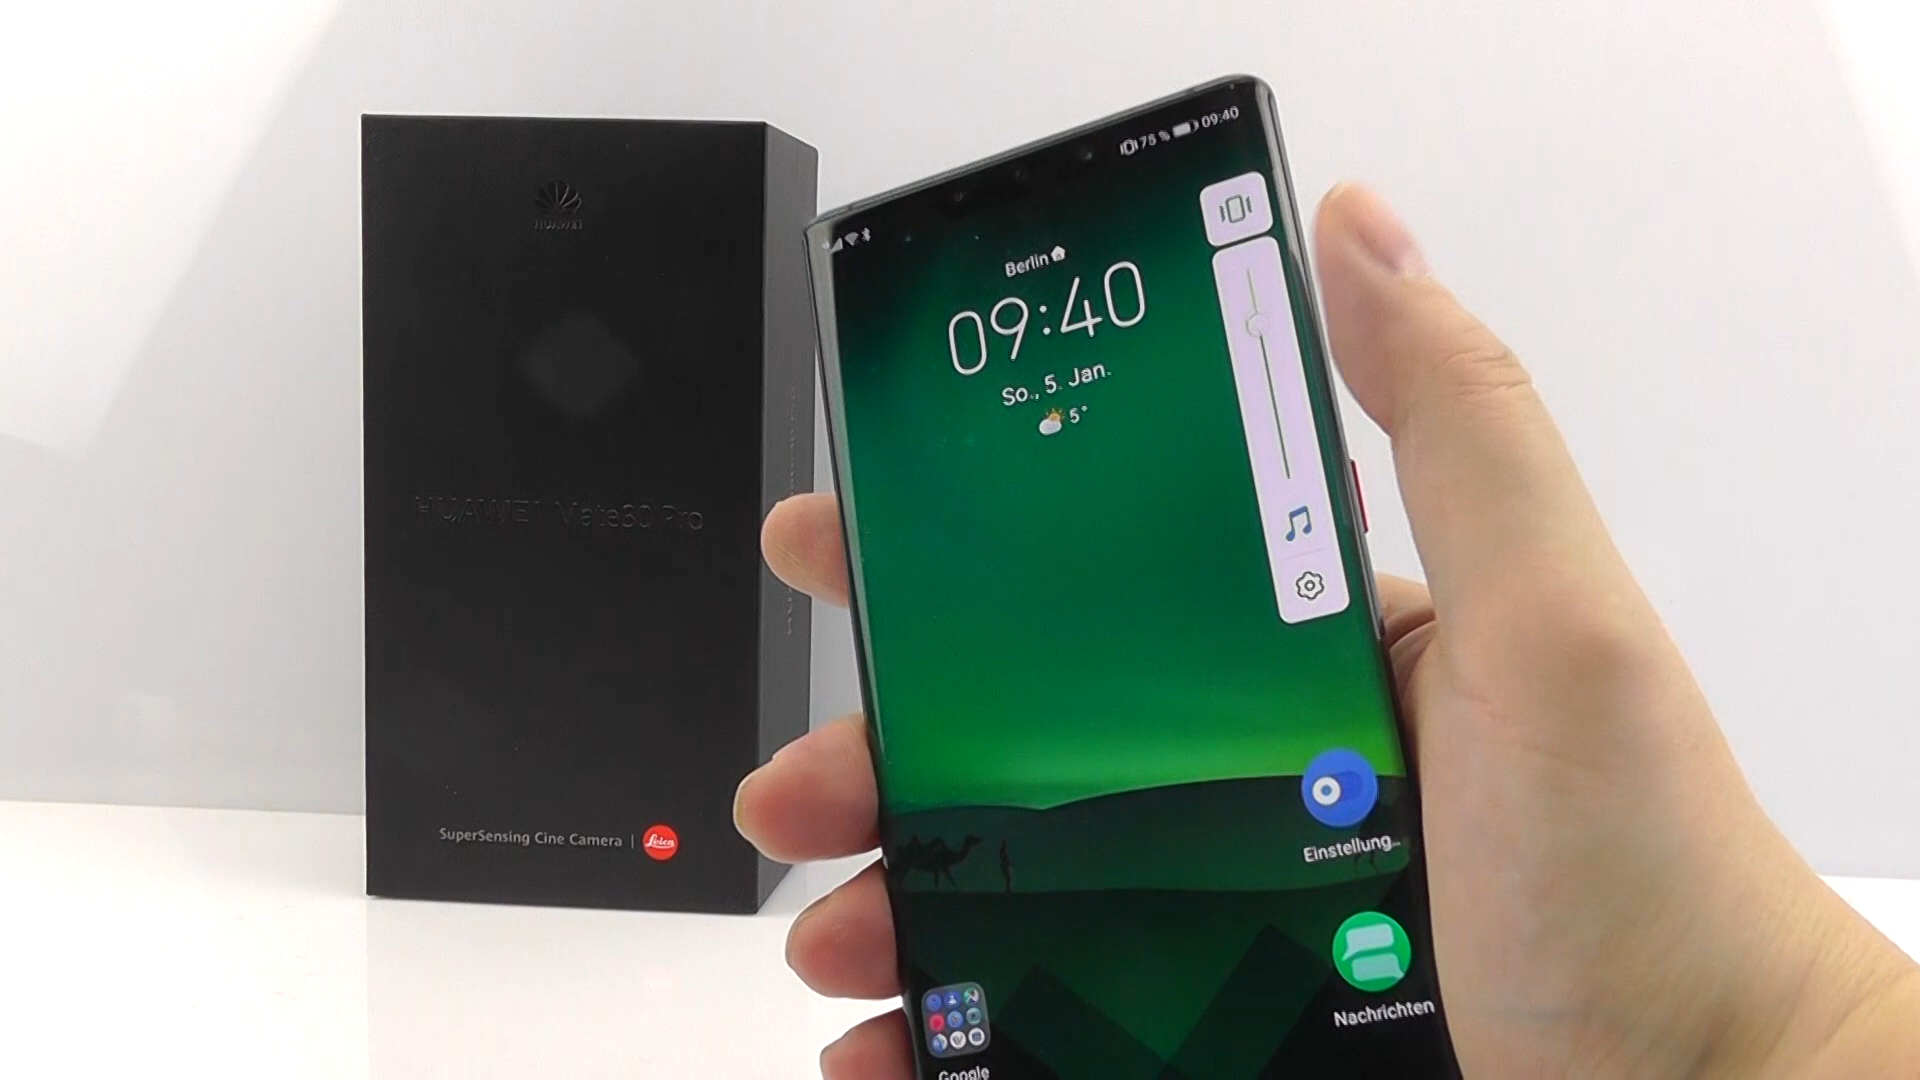 HUAWEI
HUAWEI Mate30 Pro
SuperSensing Cine Camera | Leica
75 % 09:40
Berlin
09:40
So., 5. Jan.
5°
Einstellung...
Nachrichten
Google